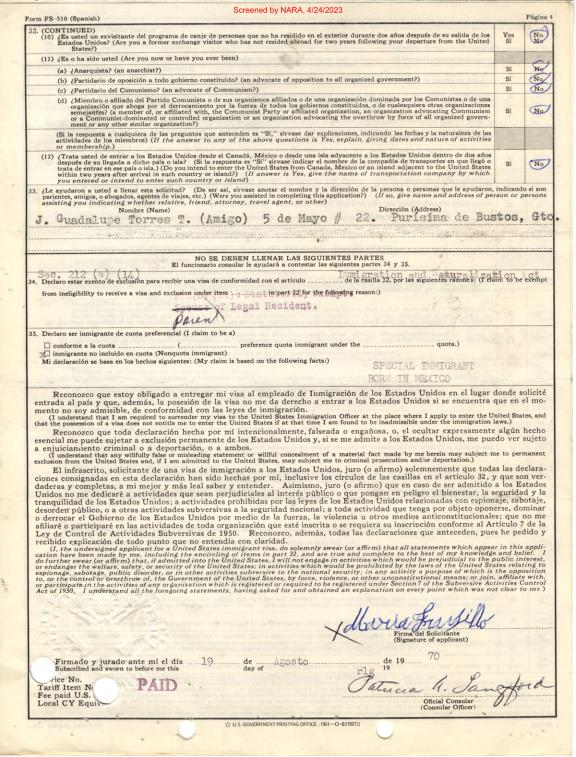 Screened by NARA, 4/24/2023
Form FS-510 (Spanish) Página 4
32. (CONTINUED)
(10) ¿Es usted un exvisitante del programa de canje de personas que no ha residido en el exterior durante dos años después de su salida de los Yes No
Estados Unidos? (Are you a former exchange visitor who has not resided abroad for two years following your departure from the United Sí
States?)
(11) ¿Es o ha sido usted (Are you now or have you ever been)
(a) ¿Anarquista? (an anarchist?) Sí No
(b) ¿Partidario de oposición a todo gobierno constituído? (an advocate of opposition to all organized government?) Sí No
(c) ¿Partidario del Comunismo? (an advocate of Communism?) Sí No
(d) ¿Miembro o afiliado del Partido Comunista o de sus organismos afiliados o de una organización dominada por los Comunistas o de una
organización que aboga por el derrocamiento por la fuerza de todos los gobiernos constituídos, o de cualesquiera otras organizaciones
semejantes? (a member of, or affiliated with, the Communist Party or affiliated organization, an organization advocating Communism Sí No
or a Communist-dominated or controlled organization or an organization advocating the overthrow by force of all organized govern-
ment or any other similar organization?)
(Si la respuesta a cualquiera de las preguntas que anteceden es "Sí," sírvase dar explicaciones, indicando las fechas y la naturaleza de las
actividades de los miembros) (If the answer to any of the above questions is Yes, explain, giving dates and nature of activities
or membership.)
(12) ¿Trata usted de entrar a los Estados Unidos desde el Canadá, México o desde una isla adyacente a los Estados Unidos dentro de dos años
después de su llegada a dicho país o isla? (Si la respuesta es "Sí" sírvase indicar el nombre de la compañía de transportes en que llegó o
trata de entrar en ese país o isla.) (Do you intend to enter the United States from Canada, Mexico or an island adjacent to the United States Sí No
within two years after arrival in such country or island?) (If answer is Yes, give the name of transportation company by which
you entered or intend to enter such country or island)
33. ¿Le ayudaron a usted a llenar esta solicitud? (De ser así, sírvase anotar el nombre y la dirección de la persona o personas que le ayudaron, indicando si son
parientes, amigos, o abogados, agentes de viajes, etc.) (Were you assisted in completing this application?) (If so, give name and address of person or persons
assisting you indicating whether relative, friend, attorney, travel agent, or other)
Nombre (Name) Dirección (Address)
J. Guadalupe Torres T. (Amigo) 5 de Mayo # 22. Purísima de Bustos, Gto.
NO SE DEBEN LLENAR LAS SIGUIENTES PARTES
El funcionario consular le ayudará a contestar las siguientes partes 34 y 35.
Sec. 212 (a) (14) Immigration and Naturalization Act
34. Declaro estar exento de exclusión para recibir una visa de conformidad con el artículo de la casilla 32, por las siguientes razones: (I claim to be exempt
from ineligibility to receive a visa and exclusion under item in part 32 for the following reason:)
Spouse of Legal Resident.
Parent
35. Declaro ser inmigrante de cuota preferencial (I claim to be a)
conforme a la cuota ( preference quota immigrant under the quota.)
inmigrante no incluído en cuota (Nonquota immigrant)
Mi declaración se basa en los hechos siguientes: (My claim is based on the following facts:)
SPECIAL IMMIGRANT
BORN IN MEXICO
Reconozco que estoy obligado a entregar mi visa al empleado de Inmigración de los Estados Unidos en el lugar donde solicité
entrada al país y que, además, la posesión de la visa no me da derecho a entrar a los Estados Unidos si se encuentra que en el mo-
mento no soy admisible, de conformidad con las leyes de inmigración.
(I understand that I am required to surrender my visa to the United States Immigration Officer at the place where I apply to enter the United States, and
that the possession of a visa does not entitle me to enter the United States if at that time I am found to be inadmissible under the immigration laws.)
Reconozco que toda declaración hecha por mí intencionalmente, falseada o engañosa, o, el ocultar expresamente algún hecho
esencial me puede sujetar a exclusión permanente de los Estados Unidos y, si se me admite a los Estados Unidos, me puedo ver sujeto
a enjuiciamiento criminal o a deportación, o a ambos.
(I understand that any willfully false or misleading statement or willful concealment of a material fact made by me herein may subject me to permanent
exclusion from the United States and, if I am admitted to the United States, may subject me to criminal prosecution and/or deportation.)
El infrascrito, solicitante de una visa de inmigración a los Estados Unidos, juro (o afirmo) solemnemente que todas las declara-
ciones consignadas en esta declaración han sido hechas por mí, inclusive los círculos de las casillas en el artículo 32, y que son ver-
daderas y completas, a mi mejor y más leal saber y entender. Asimismo, juro (o afirmo) que en caso de ser admitido a los Estados
Unidos no me dedicaré a actividades que sean perjudiciales al interés público o que pongan en peligro el bienestar, la seguridad y la
tranquilidad de los Estados Unidos; a actividades prohibidas por las leyes de los Estados Unidos relacionadas con espionaje, sabotaje,
desorden público, o a otras actividades subversivas a la seguridad nacional; a toda actividad que tenga por objeto oponerse, dominar
o derrocar el Gobierno de los Estados Unidos por medio de la fuerza, la violencia u otros medios anticonstitucionales; o que no me
afiliaré o participaré en las actividades de toda organización que esté inscrita o se requiera su inscripción conforme al Artículo 7 de la
Ley de Control de Actividades Subversivas de 1950. Reconozco, además, todas las declaraciones que anteceden, pues he pedido y
recibido explicación de todo punto que no entendía con claridad.
(I, the undersigned applicant for a United States immigrant visa, do solemnly swear (or affirm) that all statements which appear in this appli-
cation have been made by me, including the encircling of items in part 32, and are true and complete to the best of my knowledge and belief. I
do further swear (or affirm) that, if admitted into the United States, I will not engage in activities which would be prejudicial to the public interest,
or endanger the welfare, safety, or security of the United States; in activities which would be prohibited by the laws of the United States relating to
espionage, sabotage, public disorder, or in other activities subversive to the national security; in any activity a purpose of which is the opposition
to, or the control or overthrow of, the Government of the United States, by force, violence, or other unconstitutional means; or join, affiliate with,
or participate in the activities of any organization which is registered or required to be registered under Section 7 of the Subversive Activities Control
Act of 1950. I understand all the foregoing statements, having asked for and obtained an explanation on every point which was not clear to me.)
X Maria Trujillo
Firma del Solicitante
(Signature of applicant)
Firmado y jurado ante mí el día 19 de Agosto de 19 70
Subscribed and sworn to before me this day of 19
rlg
rice No.
Tariff Item N PAID
Fee paid U.S.
Local CY Equiv
Patricia A. Langford
Oficial Consular
(Consular Officer)
☆ U.S. GOVERNMENT PRINTING OFFICE : 1961—O-615972